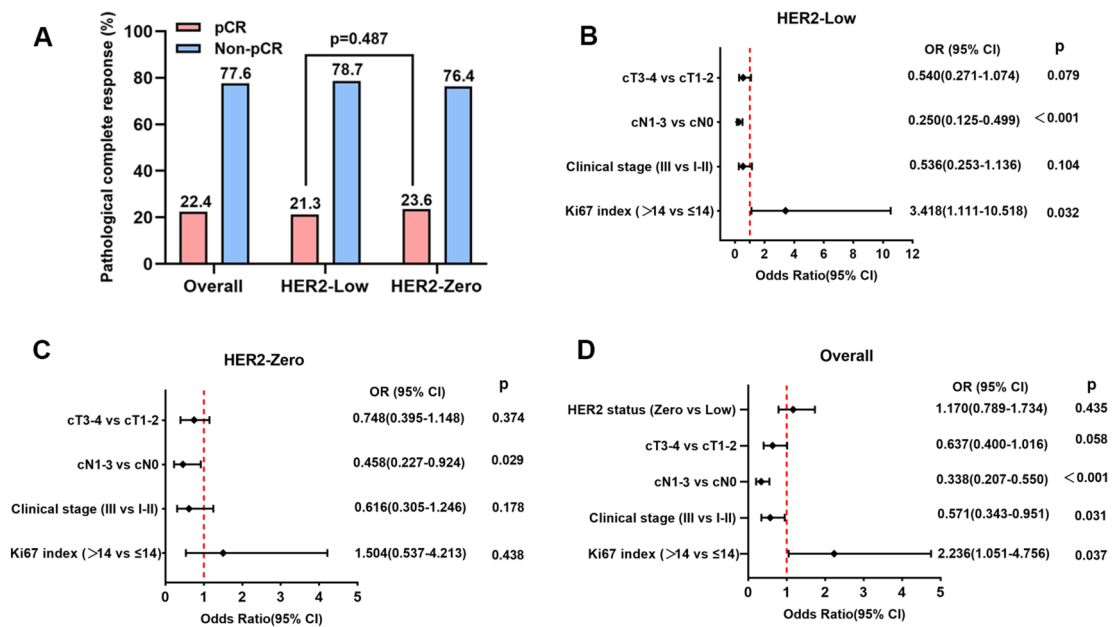 A
Pathological complete response (%)
pCR
Non-pCR
p=0.487
100
80
60
40
20
0
22.4
77.6
21.3
78.7
23.6
76.4
Overall
HER2-Low
HER2-Zero
B
HER2-Low
OR (95% CI)
p
cT3-4 vs cT1-2
0.540(0.271-1.074)
0.079
cN1-3 vs cN0
0.250(0.125-0.499)
<0.001
Clinical stage (III vs I-II)
0.536(0.253-1.136)
0.104
Ki67 index (>14 vs ≤14)
3.418(1.111-10.518)
0.032
0 2 4 6 8 10 12
Odds Ratio(95% CI)
C
HER2-Zero
OR (95% CI)
p
cT3-4 vs cT1-2
0.748(0.395-1.148)
0.374
cN1-3 vs cN0
0.458(0.227-0.924)
0.029
Clinical stage (III vs I-II)
0.616(0.305-1.246)
0.178
Ki67 index (>14 vs ≤14)
1.504(0.537-4.213)
0.438
0 1 2 3 4 5
Odds Ratio(95% CI)
D
Overall
OR (95% CI)
p
HER2 status (Zero vs Low)
1.170(0.789-1.734)
0.435
cT3-4 vs cT1-2
0.637(0.400-1.016)
0.058
cN1-3 vs cN0
0.338(0.207-0.550)
<0.001
Clinical stage (III vs I-II)
0.571(0.343-0.951)
0.031
Ki67 index (>14 vs ≤14)
2.236(1.051-4.756)
0.037
0 1 2 3 4 5
Odds Ratio(95% CI)